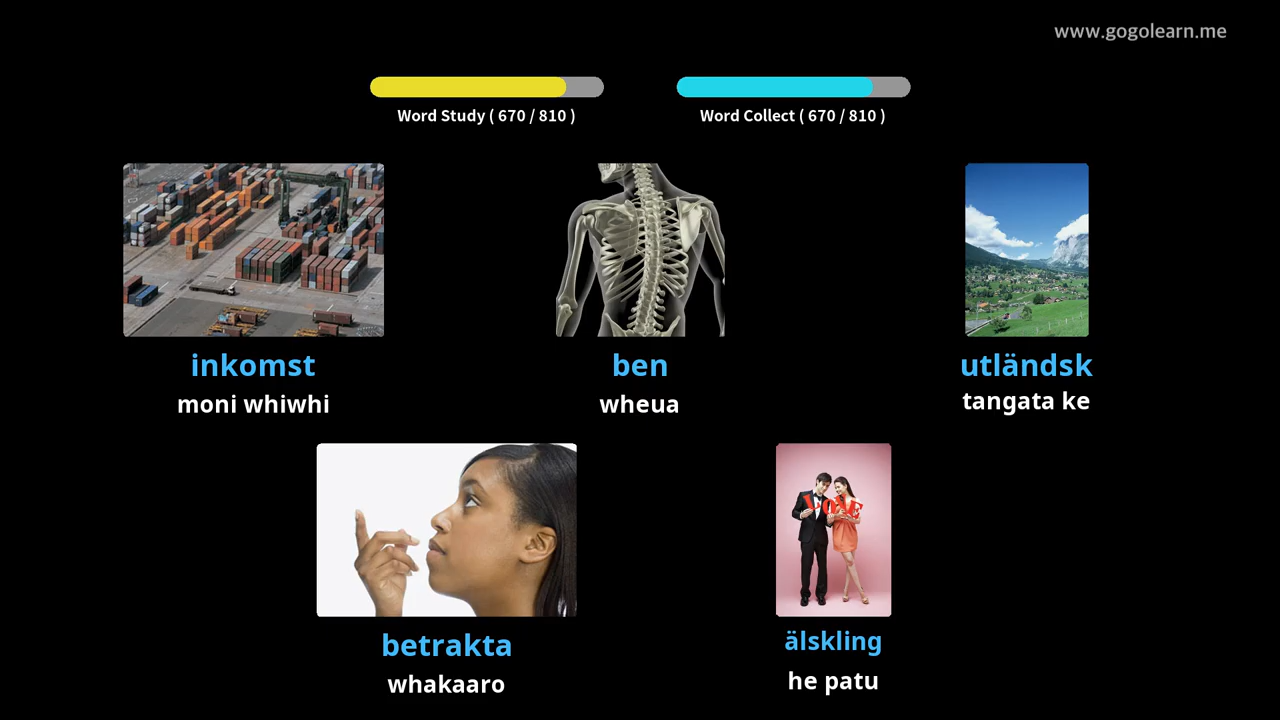 www.gogolearn.me
Word Study ( 670 / 810 )
Word Collect ( 670 / 810 )
inkomst
moni whiwhi
ben
wheua
utländsk
tangata ke
betrakta
whakaaro
älskling
he patu